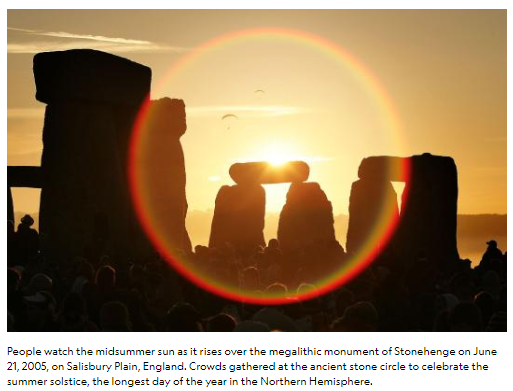 People watch the midsummer sun as it rises over the megalithic monument of Stonehenge on June
21, 2005, on Salisbury Plain, England. Crowds gathered at the ancient stone circle to celebrate the
summer solstice, the longest day of the year in the Northern Hemisphere.